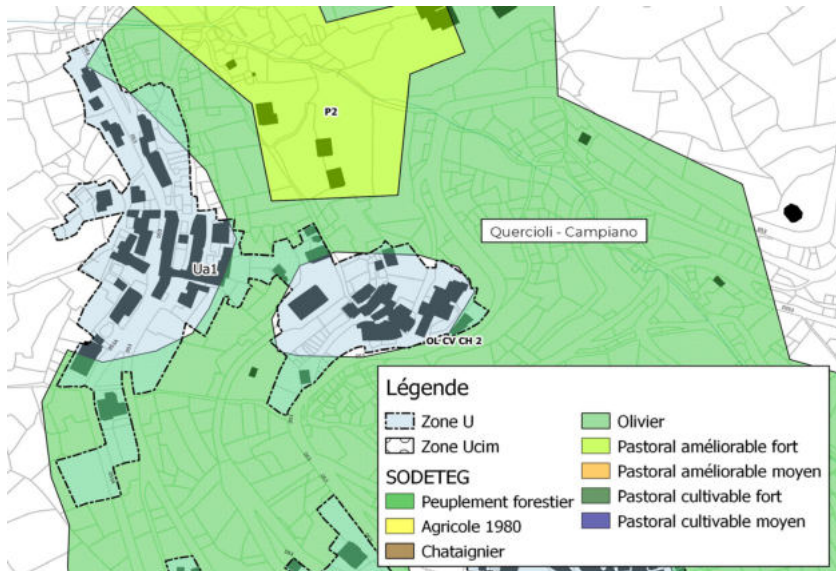 P2
Quercioli - Campiano
Ua1
OL CV CH 2
Légende
Zone U
Zone Ucim
SODETEG
Peuplement forestier
Agricole 1980
Chataignier
Olivier
Pastoral améliorable fort
Pastoral améliorable moyen
Pastoral cultivable fort
Pastoral cultivable moyen